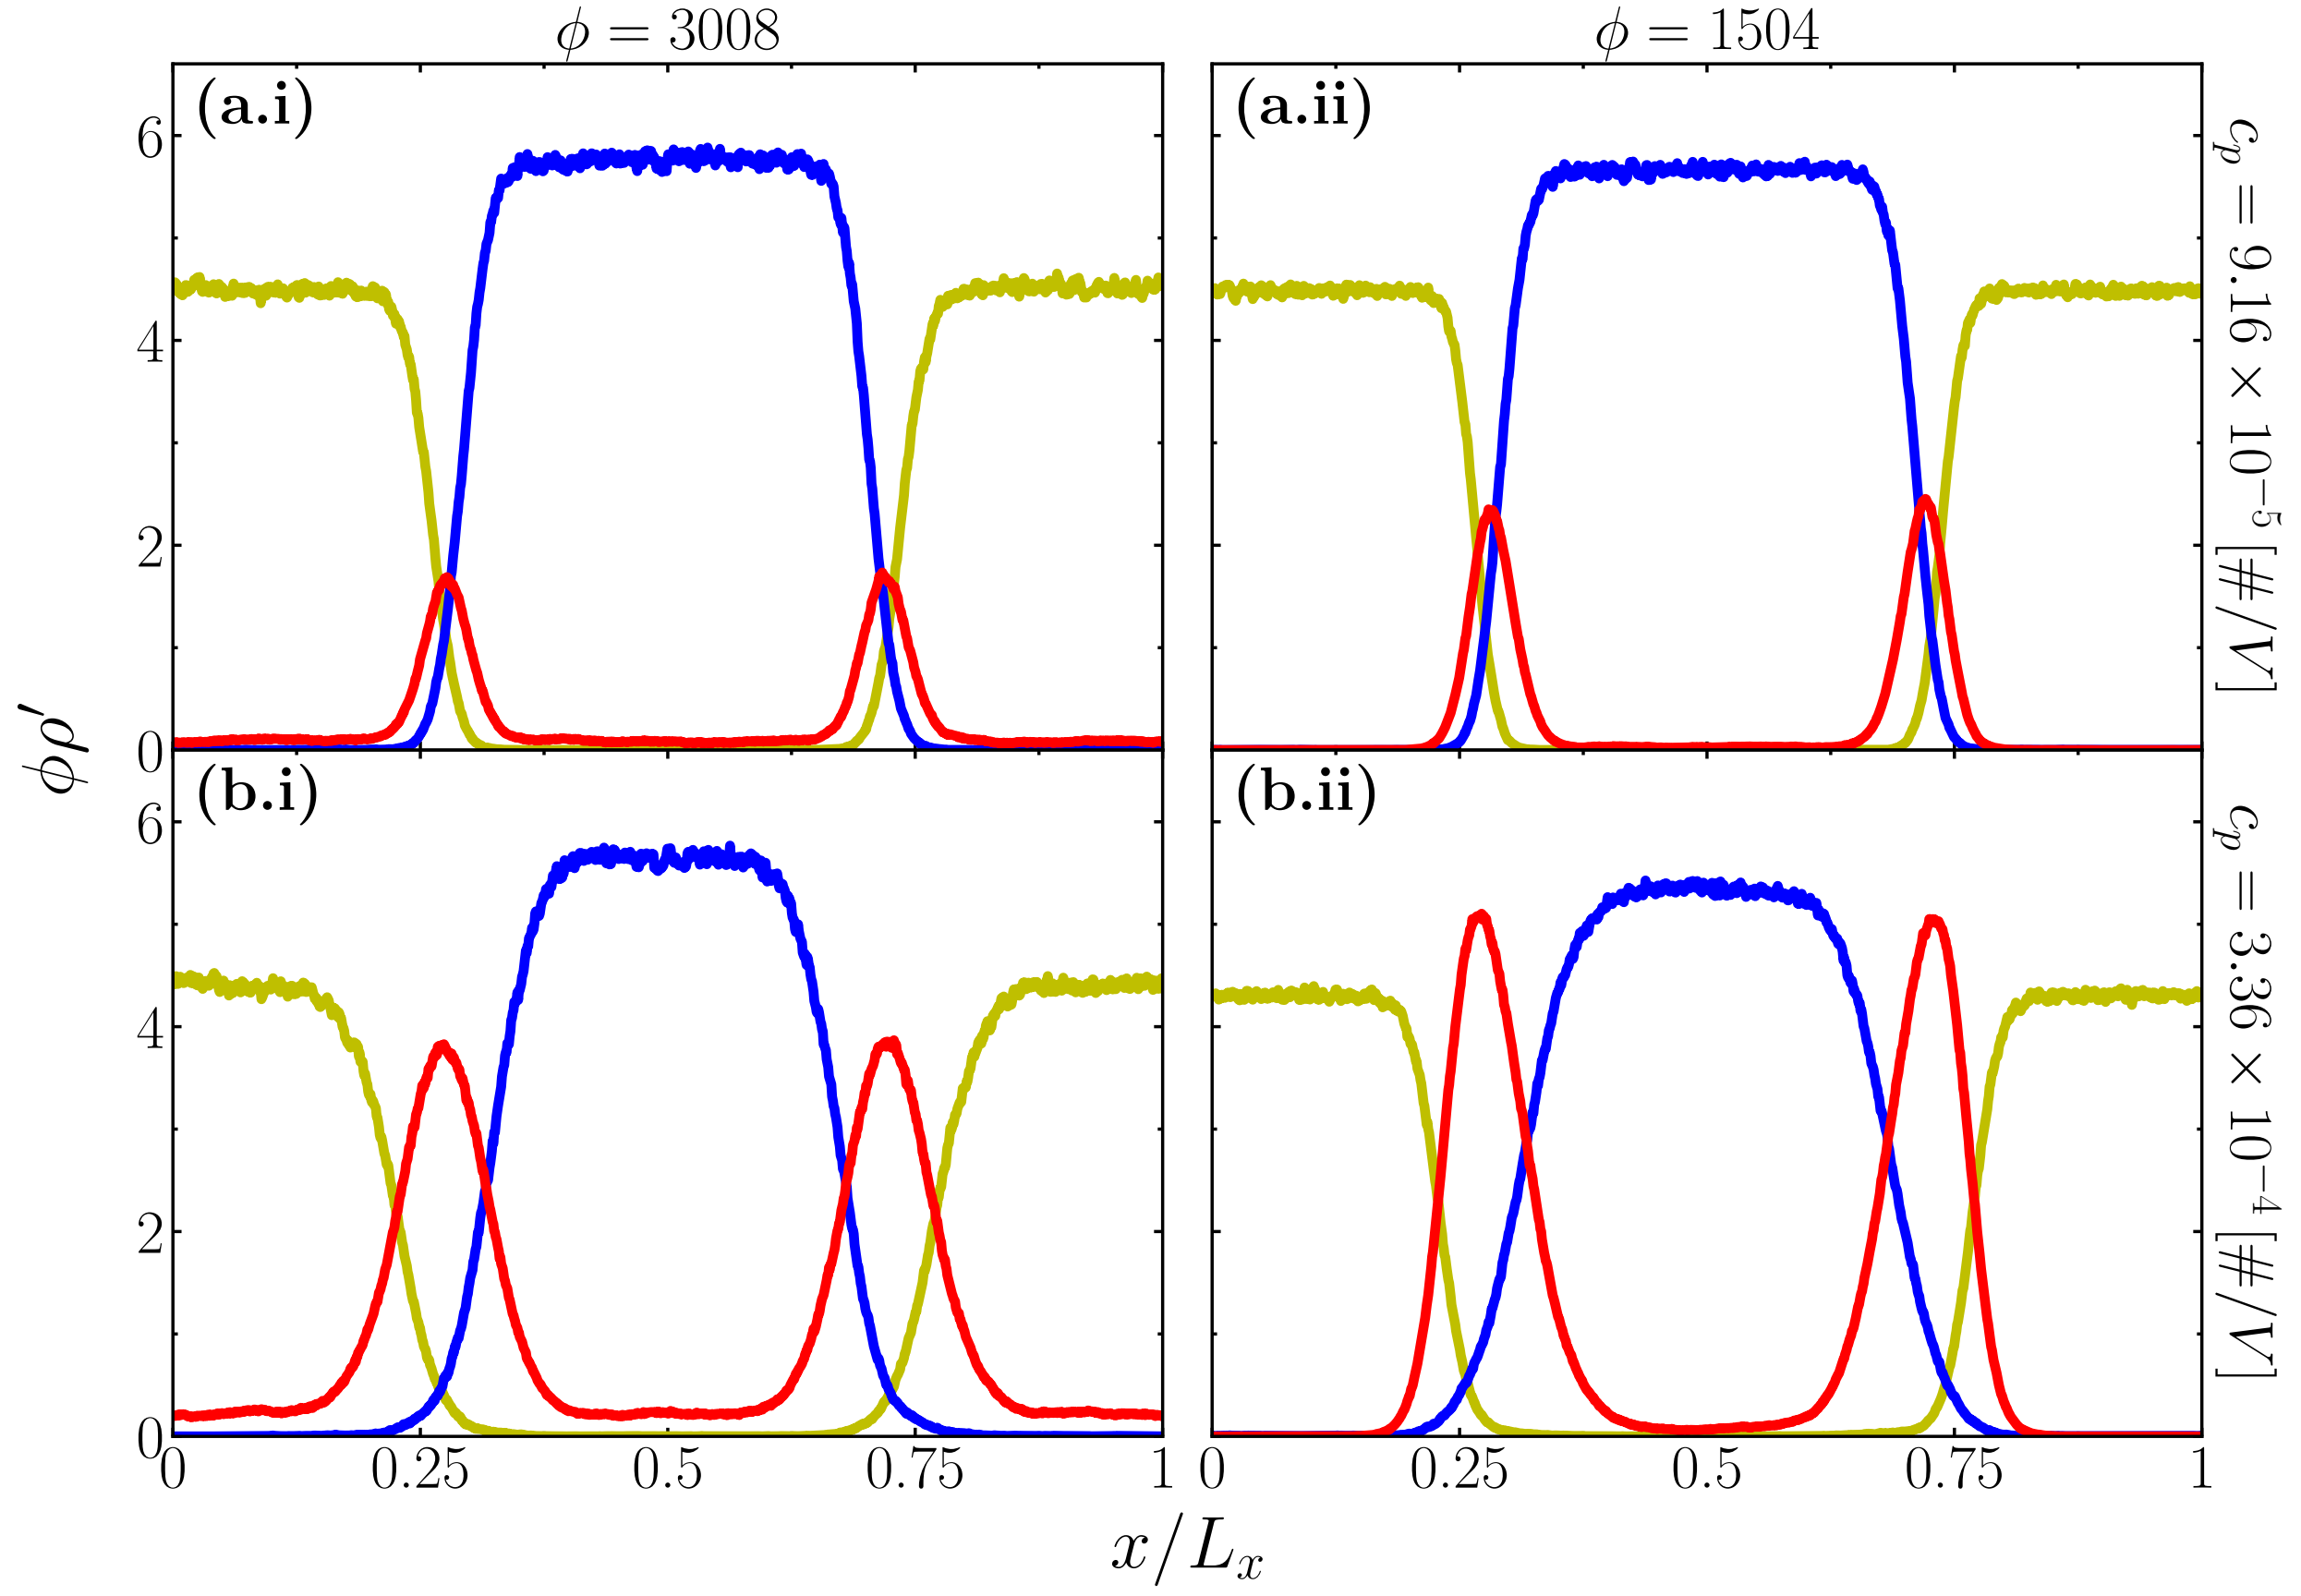 ϕ = 3008
ϕ = 1504
(a.i)
(a.ii)
6
4
2
0
c_p = 9.16 × 10⁻⁵ [#/V]
ϕρ′
(b.i)
(b.ii)
6
4
2
0
c_p = 3.36 × 10⁻⁴ [#/V]
0 0.25 0.5 0.75 1
0 0.25 0.5 0.75 1
x/Lₓ